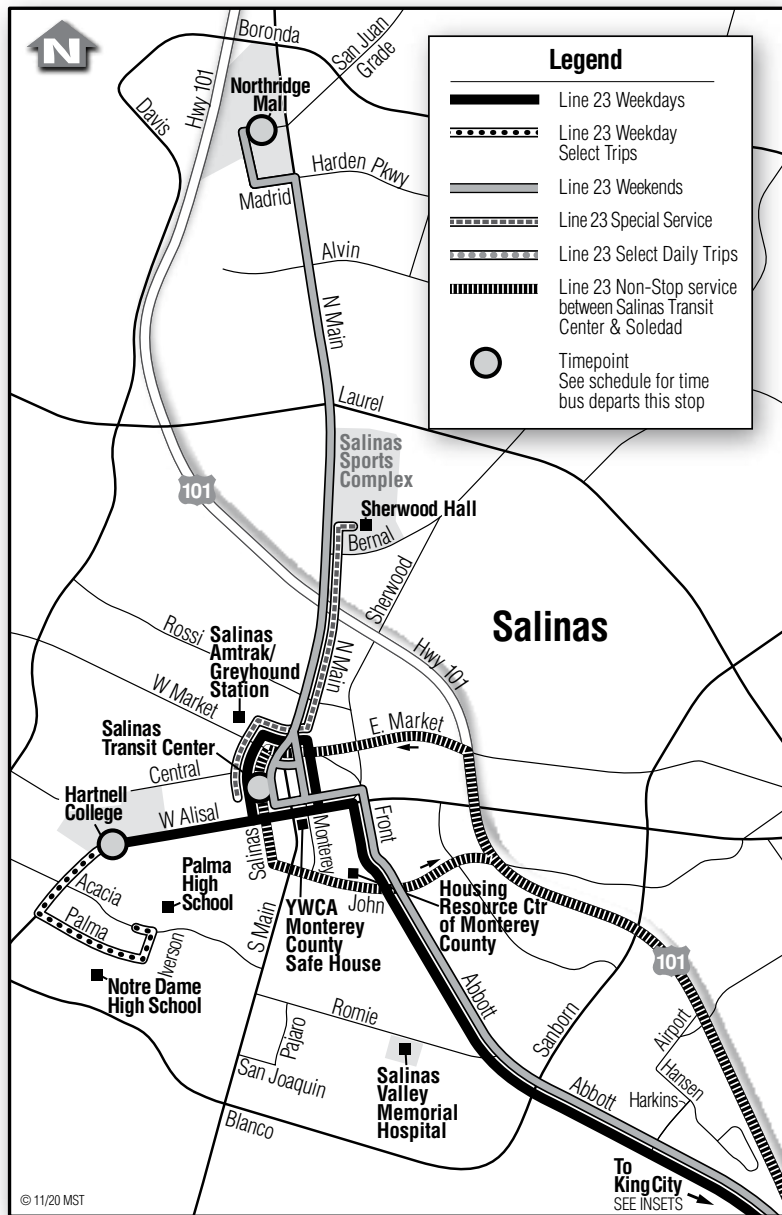 N
Boronda
San Juan
Grade
Hwy 101
Davis
Northridge
Mall
Harden Pkwy
Madrid
Alvin
N Main
Laurel
Legend
Line 23 Weekdays
Line 23 Weekday
Select Trips
Line 23 Weekends
Line 23 Special Service
Line 23 Select Daily Trips
Line 23 Non-Stop service
between Salinas Transit
Center & Soledad
Timepoint
See schedule for time
bus departs this stop
101
Salinas
Sports
Complex
Sherwood Hall
Bernal
Sherwood
Salinas
Hwy 101
Rossi
Salinas
Amtrak/
Greyhound
Station
N Main
W Market
E. Market
Salinas
Transit Center
Central
Hartnell
College
W Alisal
Salinas
Monterey
Front
Acacia
Palma
High
School
Palma
Iverson
S Main
YWCA
Monterey
County
Safe House
John
Housing
Resource Ctr
of Monterey
County
Notre Dame
High School
Abbott
101
Romie
Pajaro
San Joaquin
Salinas
Valley
Memorial
Hospital
Sanborn
Airport
Hansen
Harkins
Abbott
Blanco
To
King City
SEE INSETS
© 11/20 MST